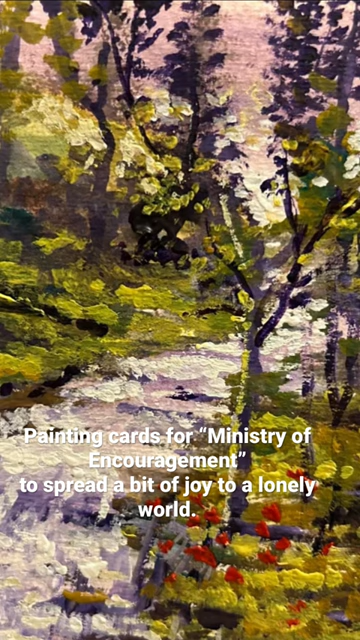 Painting cards for “Ministry of
Encouragement”
to spread a bit of joy to a lonely
world.